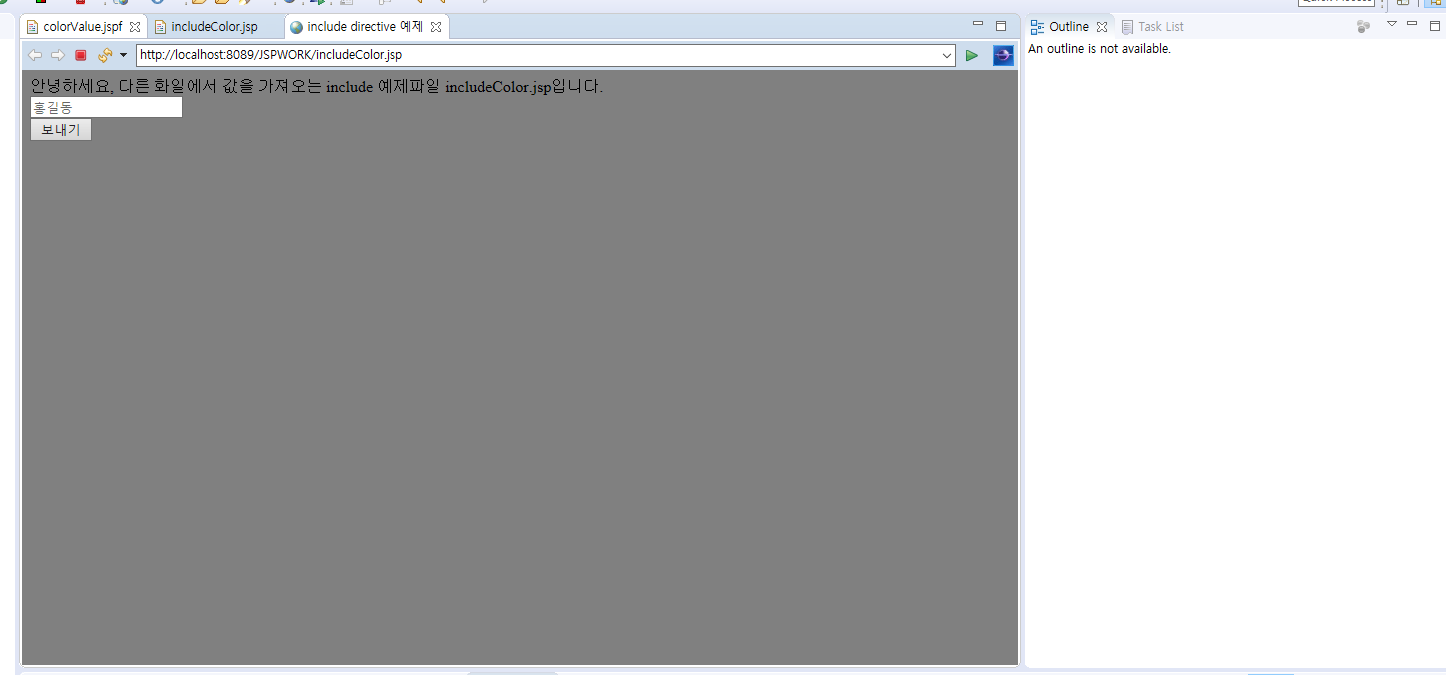 colorValue.jspf includeColor.jsp include directive 예제
Outline Task List
http://localhost:8089/JSPWORK/includeColor.jsp
An outline is not available.
안녕하세요, 다른 화일에서 값을 가져오는 include 예제파일 includeColor.jsp입니다.
홍길동
보내기